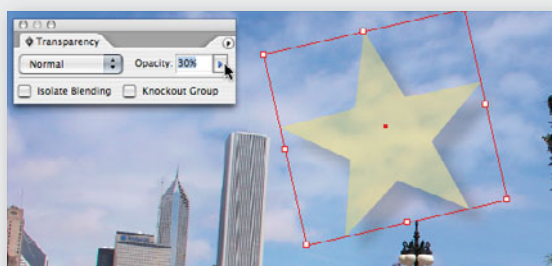 Transparency
Normal Opacity: 30%
Isolate Blending Knockout Group